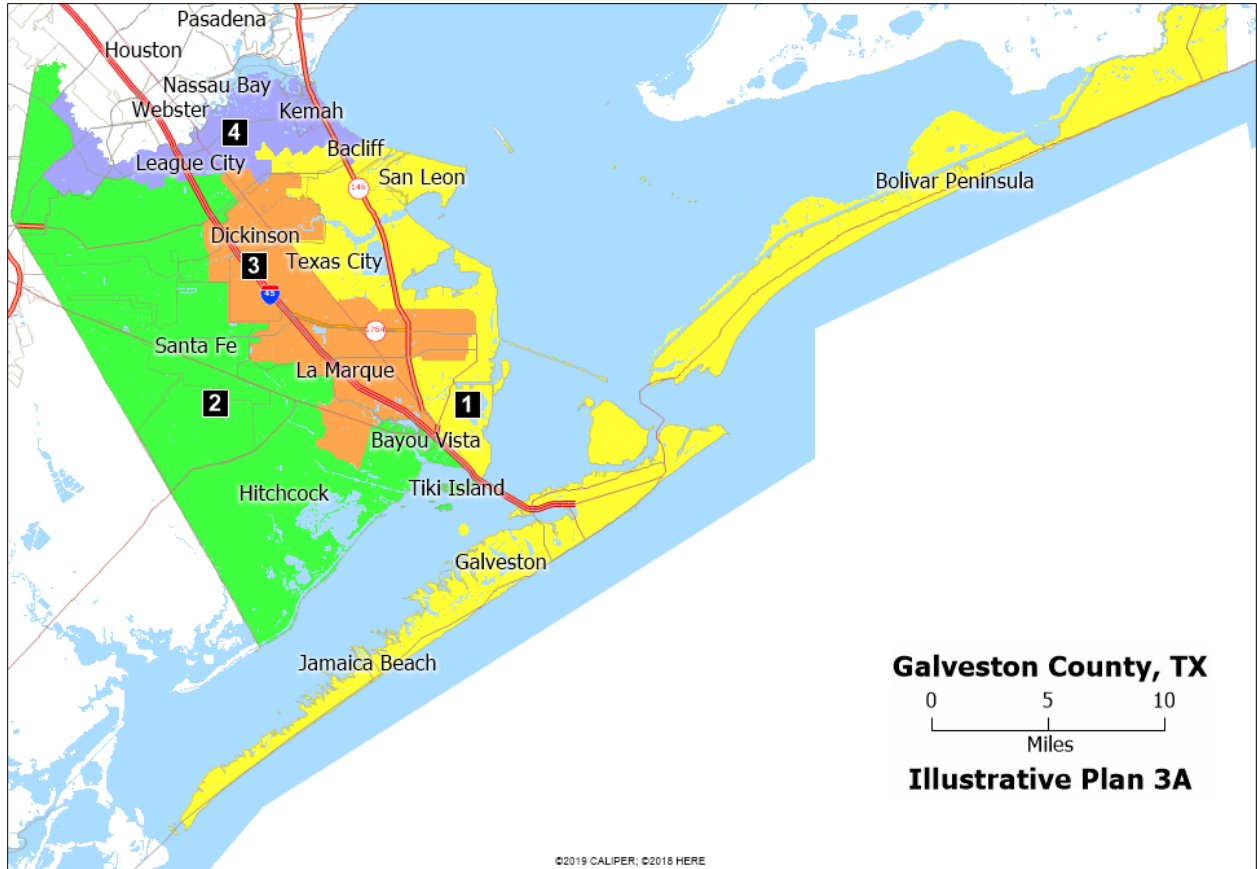 Pasadena
Houston
Nassau Bay
Webster
Kemah
4
Bacliff
League City
San Leon
146
Bolivar Peninsula
Dickinson
Texas City
3
45
1764
Santa Fe
La Marque
2
1
Bayou Vista
Tiki Island
Hitchcock
Galveston
Jamaica Beach
Galveston County, TX
0 5 10
Miles
Illustrative Plan 3A
©2019 CALIPER; ©2018 HERE